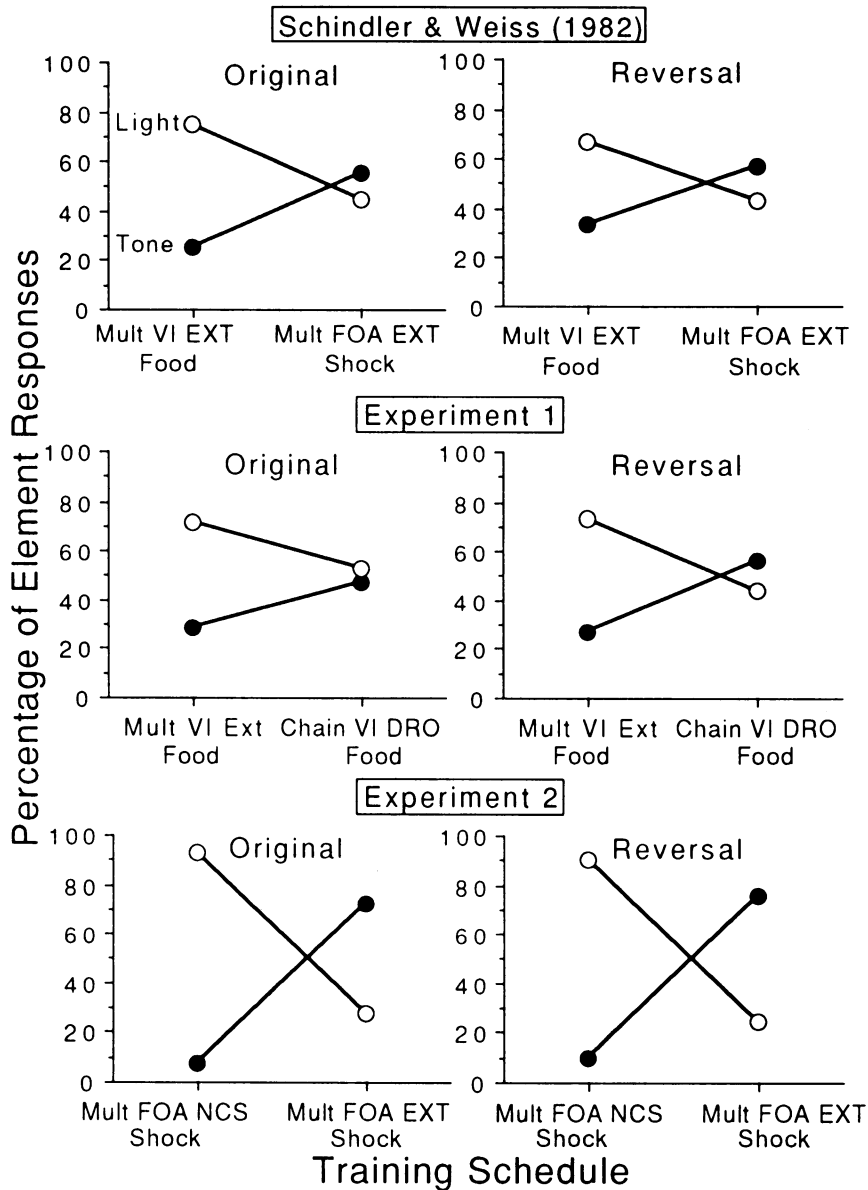 Schindler & Weiss (1982)
Original
Reversal
100
80
60
40
20
0
Light
Tone
100
80
60
40
20
0
Mult VI EXT
Food
Mult FOA EXT
Shock
Mult VI EXT
Food
Mult FOA EXT
Shock
Percentage of Element Responses
Experiment 1
Original
Reversal
100
80
60
40
20
0
100
80
60
40
20
0
Mult VI Ext
Food
Chain VI DRO
Food
Mult VI Ext
Food
Chain VI DRO
Food
Experiment 2
Original
Reversal
100
80
60
40
20
0
100
80
60
40
20
0
Mult FOA NCS
Shock
Mult FOA EXT
Shock
Mult FOA NCS
Shock
Mult FOA EXT
Shock
Training Schedule